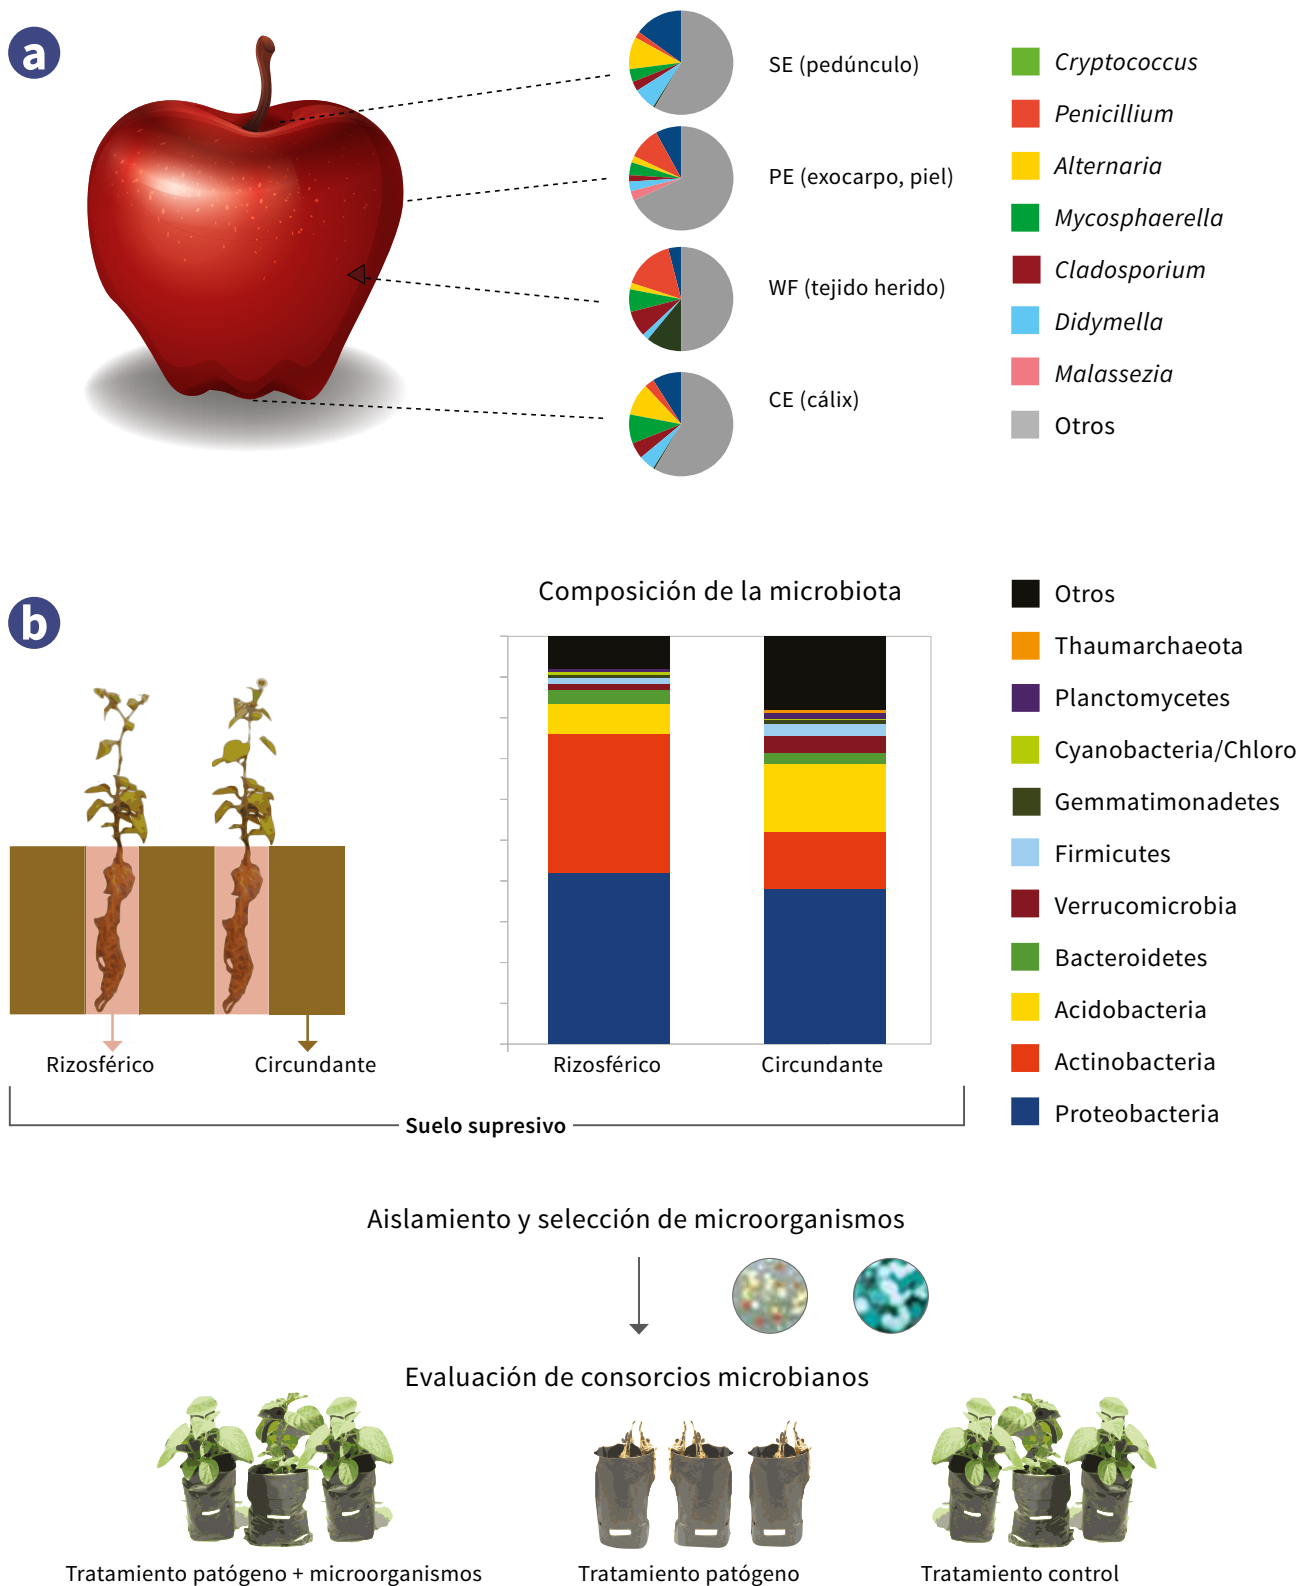 a
SE (pedúnculo)
PE (exocarpo, piel)
WF (tejido herido)
CE (cálix)
Cryptococcus
Penicillium
Alternaria
Mycosphaerella
Cladosporium
Didymella
Malassezia
Otros
b
Composición de la microbiota
Rizosférico
Circundante
Rizosférico
Circundante
Suelo supresivo
Otros
Thaumarchaeota
Planctomycetes
Cyanobacteria/Chloro
Gemmatimonadetes
Firmicutes
Verrucomicrobia
Bacteroidetes
Acidobacteria
Actinobacteria
Proteobacteria
Aislamiento y selección de microorganismos
Evaluación de consorcios microbianos
Tratamiento patógeno + microorganismos
Tratamiento patógeno
Tratamiento control